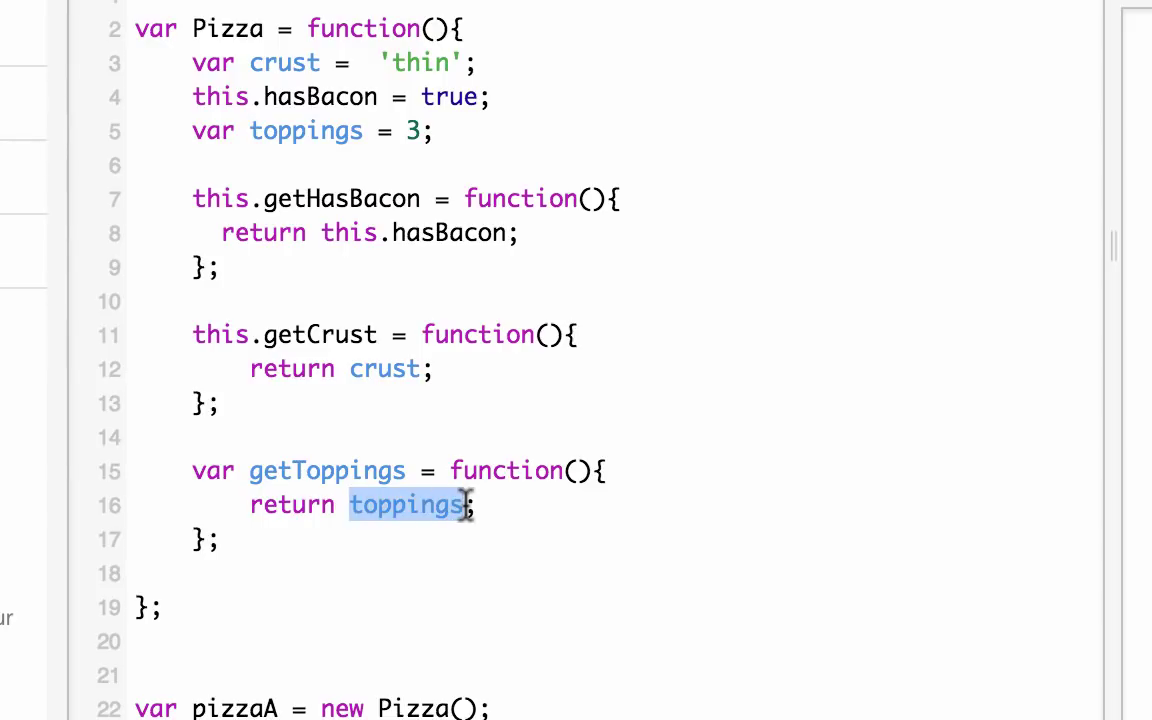 2 var Pizza = function(){
3 var crust =  'thin';
4 this.hasBacon = true;
5 var toppings = 3;
6
7 this.getHasBacon = function(){
8 return this.hasBacon;
9 };
10
11 this.getCrust = function(){
12 return crust;
13 };
14
15 var getToppings = function(){
16 return toppings;
17 };
18
19 };
ur
20
21
22 var pizzaA = new Pizza();